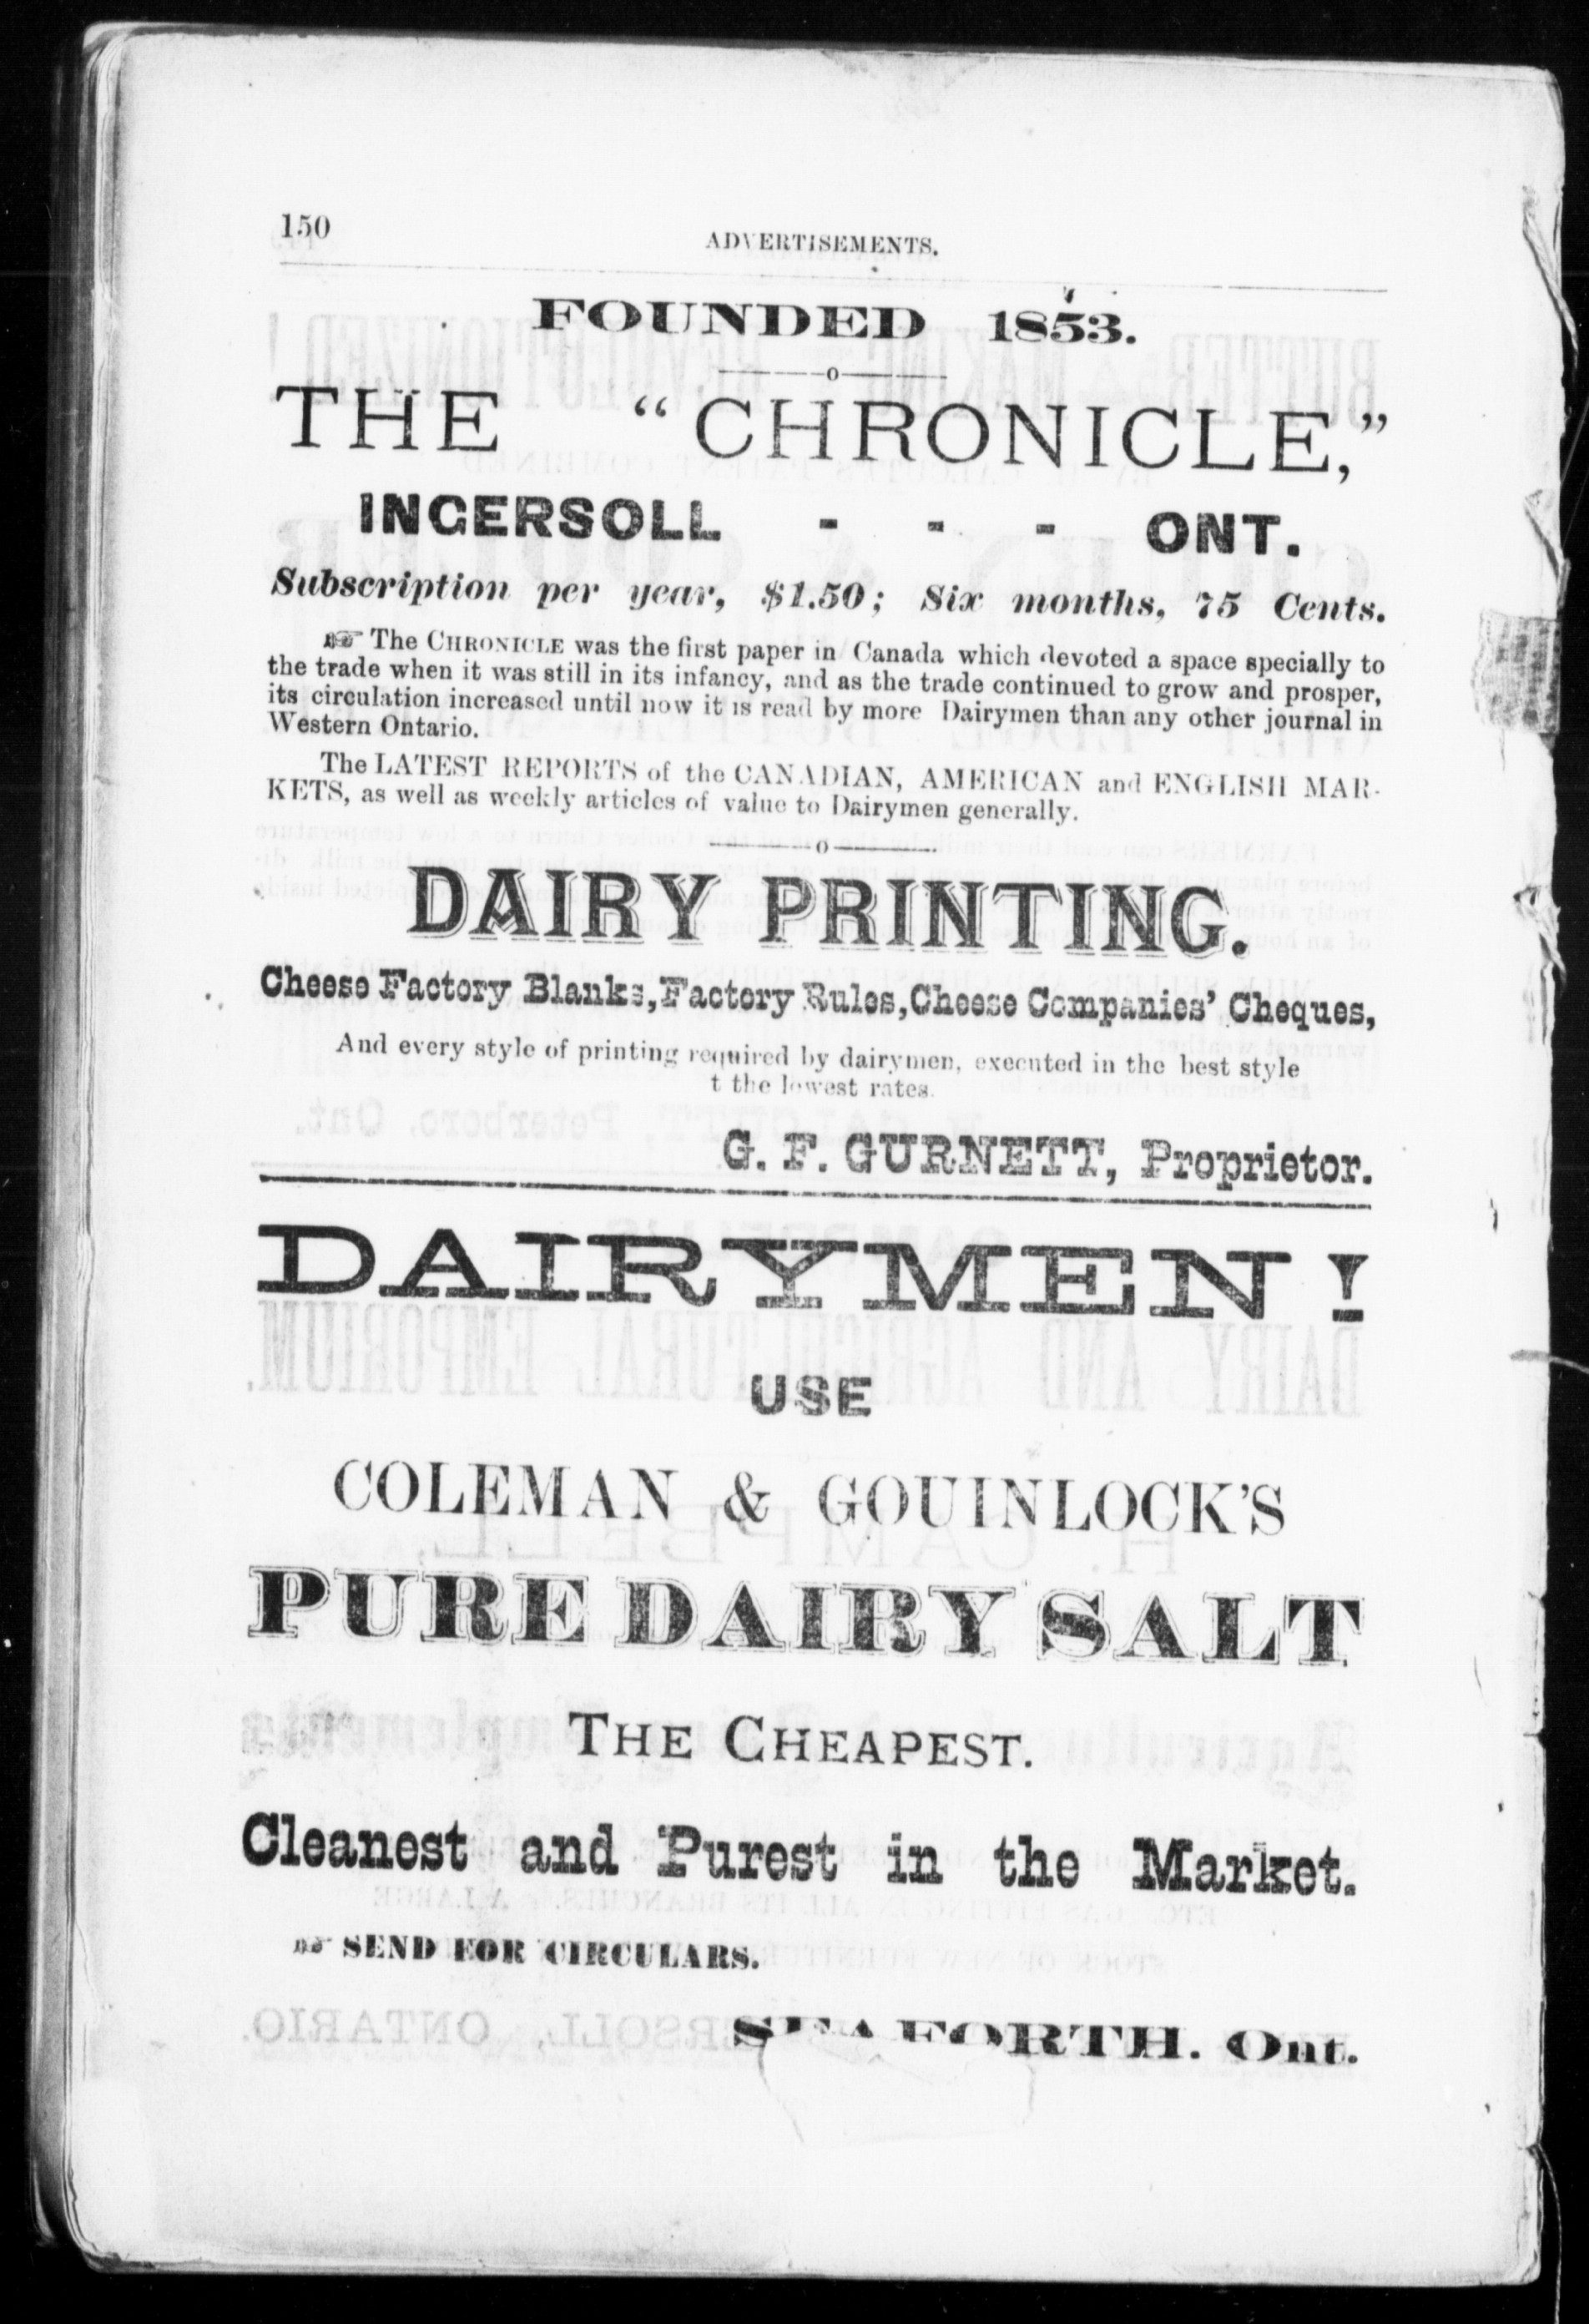 150
ADVERTISEMENTS.
FOUNDED 1853.
THE "CHRONICLE,"
INGERSOLL - - - ONT.
Subscription per year, $1.50; Six months, 75 Cents.
The CHRONICLE was the first paper in Canada which devoted a space specially to
the trade when it was still in its infancy, and as the trade continued to grow and prosper,
its circulation increased until now it is read by more Dairymen than any other journal in
Western Ontario.
The LATEST REPORTS of the CANADIAN, AMERICAN and ENGLISH MAR-
KETS, as well as weekly articles of value to Dairymen generally.
DAIRY PRINTING.
Cheese Factory Blanks, Factory Rules, Cheese Companies' Cheques,
And every style of printing required by dairymen, executed in the best style
t the lowest rates.
G. F. GURNETT, Proprietor.
DAIRYMEN!
USE
COLEMAN & GOUINLOCK'S
PURE DAIRY SALT
THE CHEAPEST.
Cleanest and Purest in the Market.
SEND FOR CIRCULARS.
SEAFORTH. Ont.